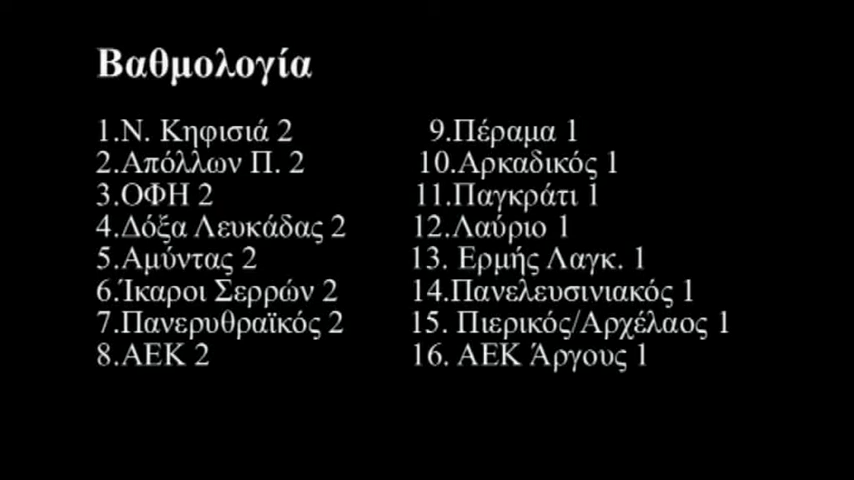 Βαθμολογία
1.Ν. Κηφισιά 2
2.Απόλλων Π. 2
3.ΟΦΗ 2
4.Δόξα Λευκάδας 2
5.Αμύντας 2
6.Ίκαροι Σερρών 2
7.Πανερυθραϊκός 2
8.ΑΕΚ 2
9.Πέραμα 1
10.Αρκαδικός 1
11.Παγκράτι 1
12.Λαύριο 1
13. Ερμής Λαγκ. 1
14.Πανελευσινιακός 1
15. Πιερικός/Αρχέλαος 1
16. ΑΕΚ Άργους 1